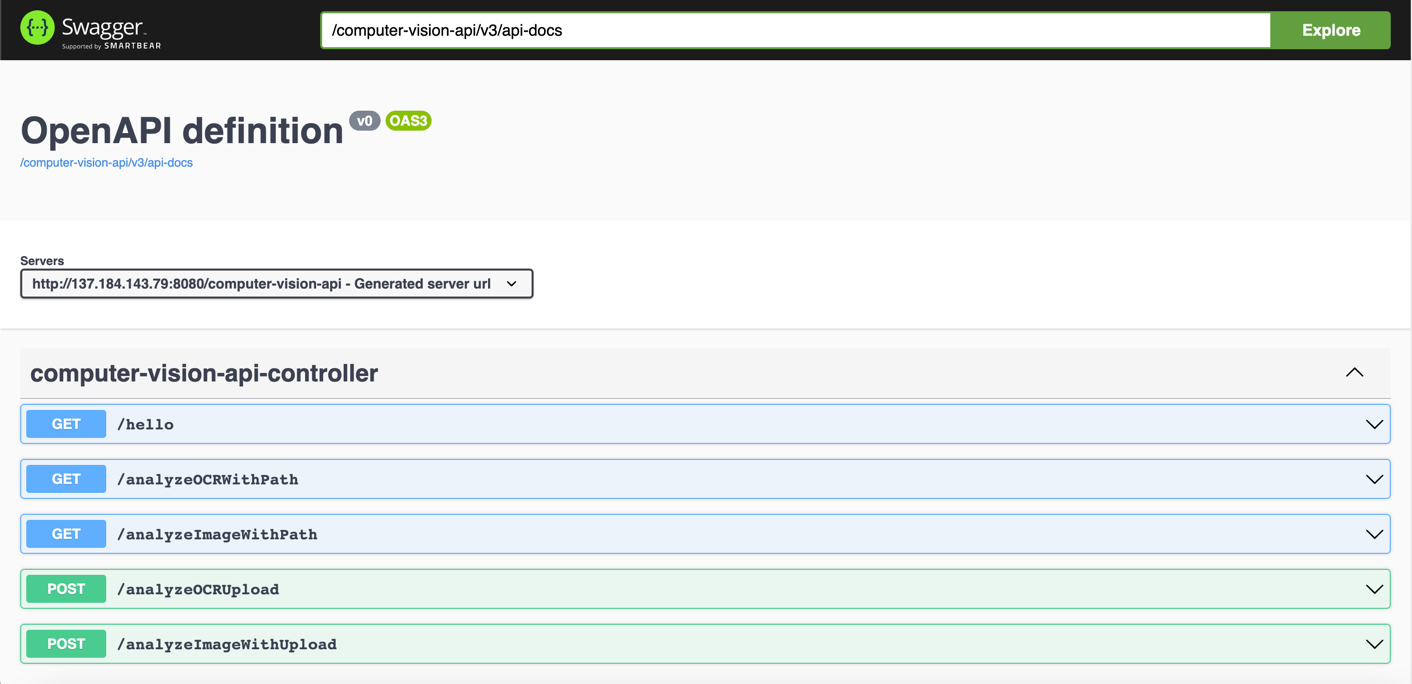 {...} Swagger™
Supported by SMARTBEAR
/computer-vision-api/v3/api-docs
Explore
OpenAPI definition v0 OAS3
/computer-vision-api/v3/api-docs
Servers
http://137.184.143.79:8080/computer-vision-api - Generated server url
computer-vision-api-controller
GET /hello
GET /analyzeOCRWithPath
GET /analyzeImageWithPath
POST /analyzeOCRUpload
POST /analyzeImageWithUpload